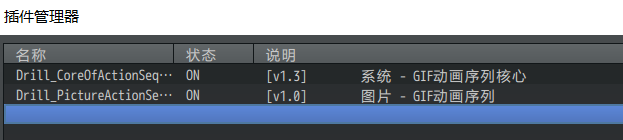 插件管理器
名称 状态 说明
Drill_CoreOfActionSeq… ON [v1.3] 系统 - GIF动画序列核心
Drill_PictureActionSe… ON [v1.0] 图片 - GIF动画序列